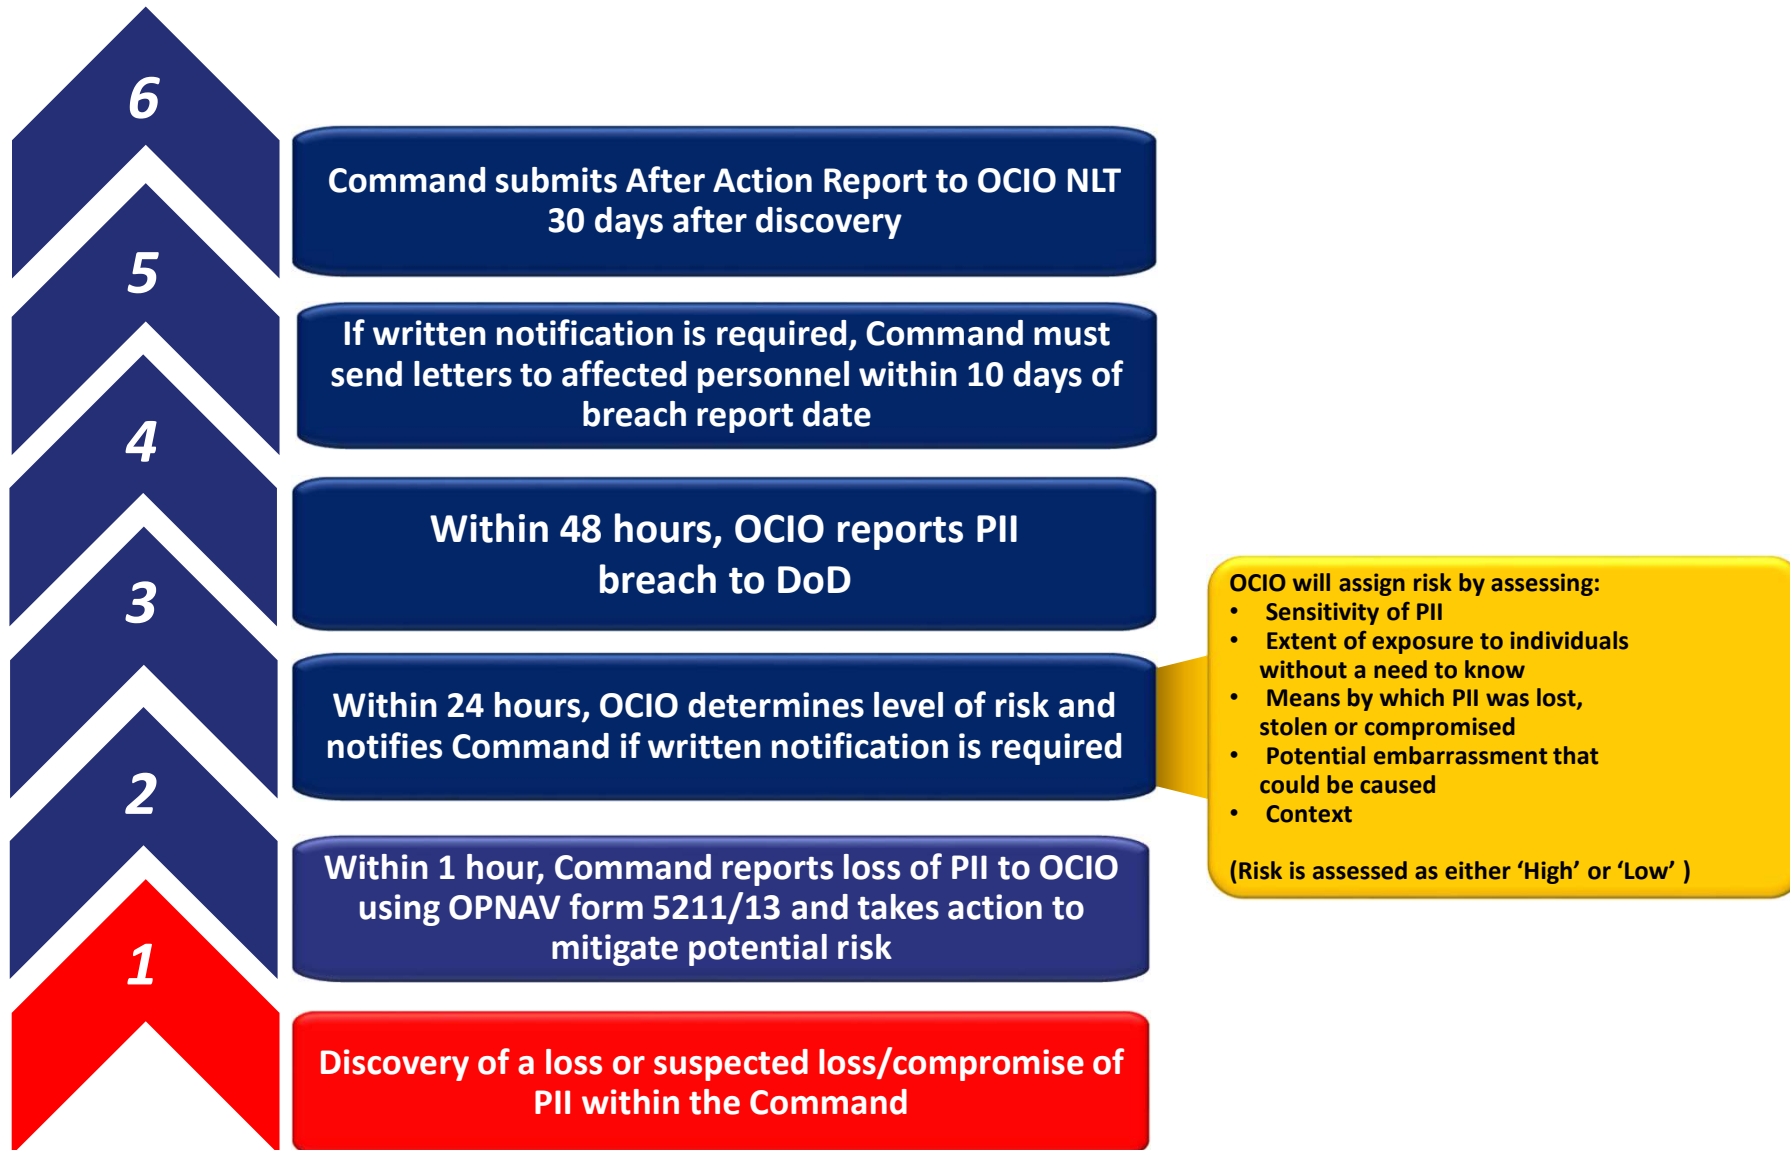 6
Command submits After Action Report to OCIO NLT
30 days after discovery
5
If written notification is required, Command must
send letters to affected personnel within 10 days of
breach report date
4
Within 48 hours, OCIO reports PII
breach to DoD
3
Within 24 hours, OCIO determines level of risk and
notifies Command if written notification is required
OCIO will assign risk by assessing:
• Sensitivity of PII
• Extent of exposure to individuals
without a need to know
• Means by which PII was lost,
stolen or compromised
• Potential embarrassment that
could be caused
• Context
(Risk is assessed as either ‘High’ or ‘Low’ )
2
Within 1 hour, Command reports loss of PII to OCIO
using OPNAV form 5211/13 and takes action to
mitigate potential risk
1
Discovery of a loss or suspected loss/compromise of
PII within the Command